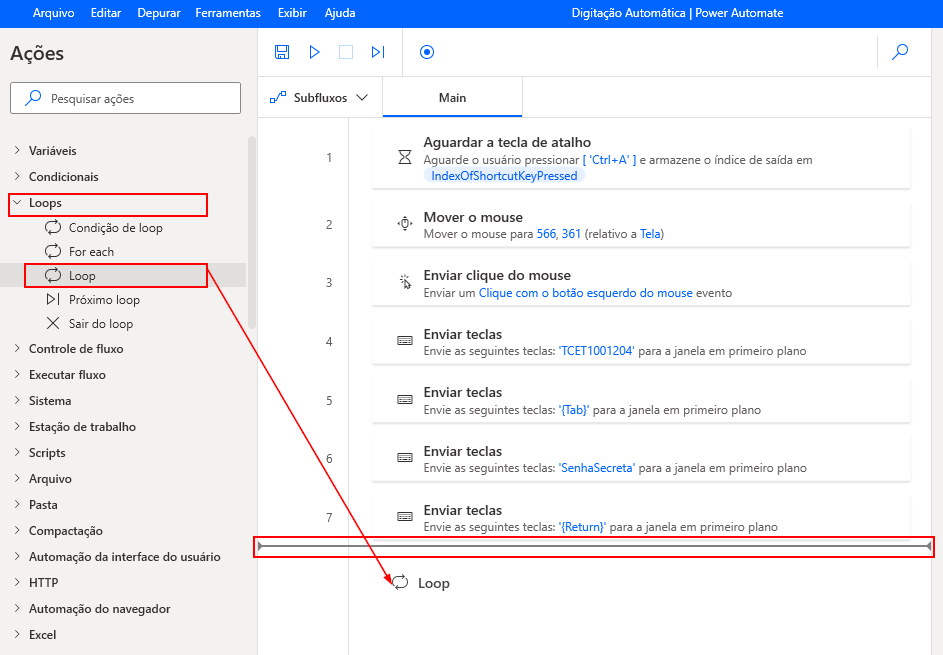 Arquivo Editar Depurar Ferramentas Exibir Ajuda Digitação Automática | Power Automate
Ações
Pesquisar ações
Variáveis
Condicionais
Loops
Condição de loop
For each
Loop
Próximo loop
Sair do loop
Controle de fluxo
Executar fluxo
Sistema
Estação de trabalho
Scripts
Arquivo
Pasta
Compactação
Automação da interface do usuário
HTTP
Automação do navegador
Excel
Subfluxos Main
1 Aguardar a tecla de atalho
Aguarde o usuário pressionar [ 'Ctrl+A' ] e armazene o índice de saída em
IndexOfShortcutKeyPressed
2 Mover o mouse
Mover o mouse para 566, 361 (relativo a Tela)
3 Enviar clique do mouse
Enviar um Clique com o botão esquerdo do mouse evento
4 Enviar teclas
Envie as seguintes teclas: 'TCET1001204' para a janela em primeiro plano
5 Enviar teclas
Envie as seguintes teclas: '{Tab}' para a janela em primeiro plano
6 Enviar teclas
Envie as seguintes teclas: 'SenhaSecreta' para a janela em primeiro plano
7 Enviar teclas
Envie as seguintes teclas: '{Return}' para a janela em primeiro plano
Loop